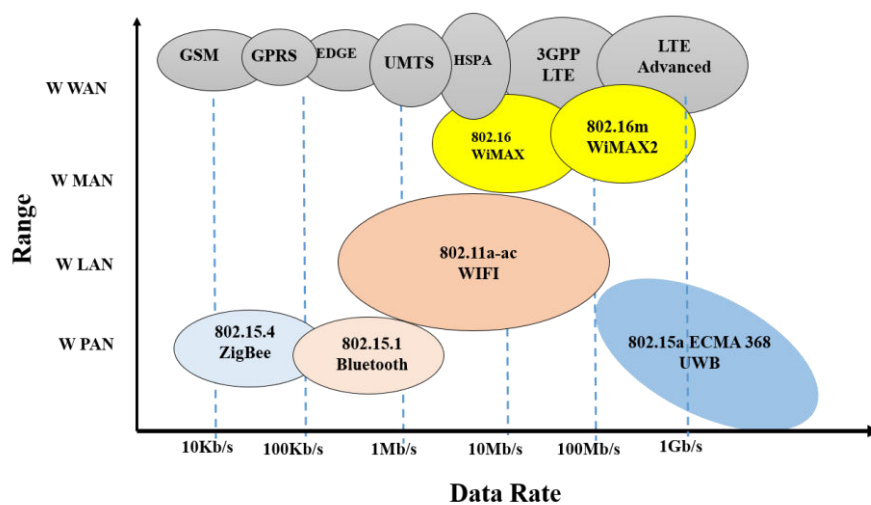 GSM
GPRS
EDGE
UMTS
HSPA
3GPP
LTE
LTE
Advanced
W WAN
802.16
WiMAX
802.16m
WiMAX2
W MAN
Range
802.11a-ac
WIFI
W LAN
W PAN
802.15.4
ZigBee
802.15.1
Bluetooth
802.15a ECMA 368
UWB
10Kb/s
100Kb/s
1Mb/s
10Mb/s
100Mb/s
1Gb/s
Data Rate